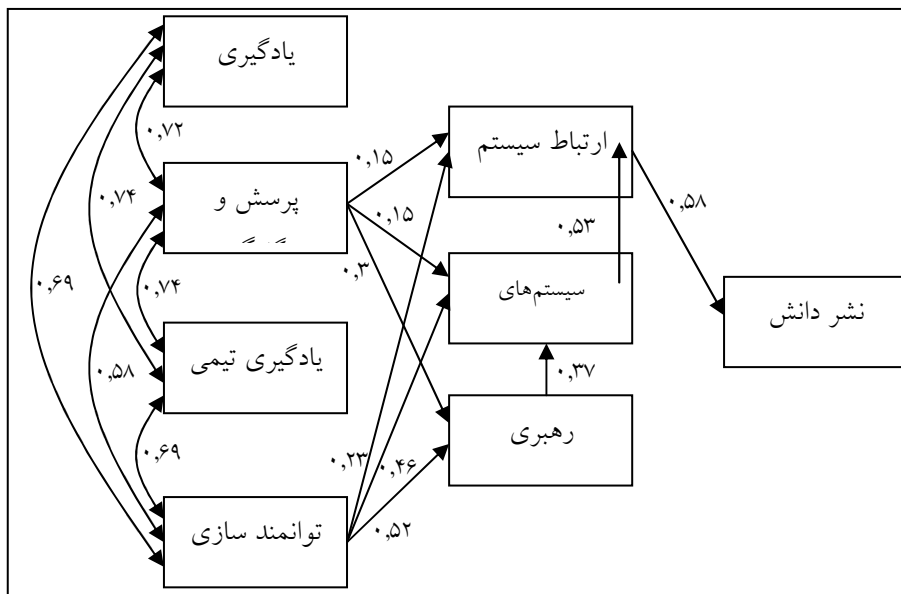 یادگیری
۰,۷۲
ارتباط سیستم
۰,۱۵
پرسش و
۰,۷۴
۰,۵۸
۰,۱۵
۰,۵۳
۰,۳
سیستم‌های
۰,۶۹
۰,۷۴
نشر دانش
یادگیری تیمی
۰,۵۸
۰,۳۷
رهبری
۰,۶۹
۰,۲۳
۰,۴۶
توانمند سازی
۰,۵۲